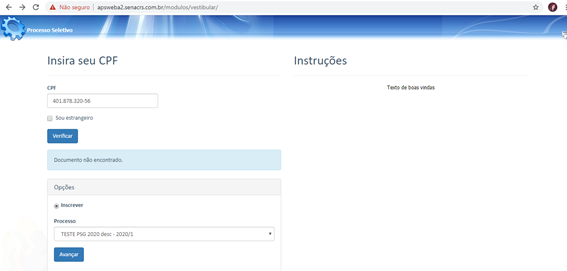 Não seguro | apsweba2.senacrs.com.br/modulos/vestibular/
Processo Seletivo
Insira seu CPF
CPF
401.878.320-56
Sou estrangeiro
Verificar
Documento não encontrado.
Opções
Inscrever
Processo
TESTE PSG 2020 desc - 2020/1
Avançar
Instruções
Texto de boas vindas